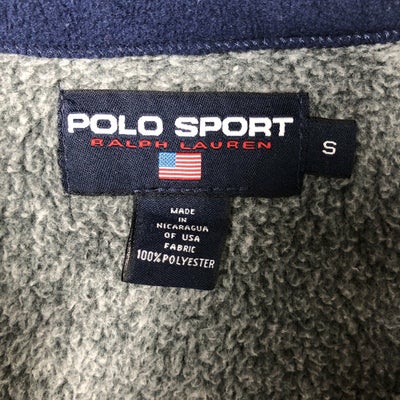 POLO SPORT
RALPH LAUREN
S
MADE
IN
NICARAGUA
OF USA
FABRIC
100% POLYESTER